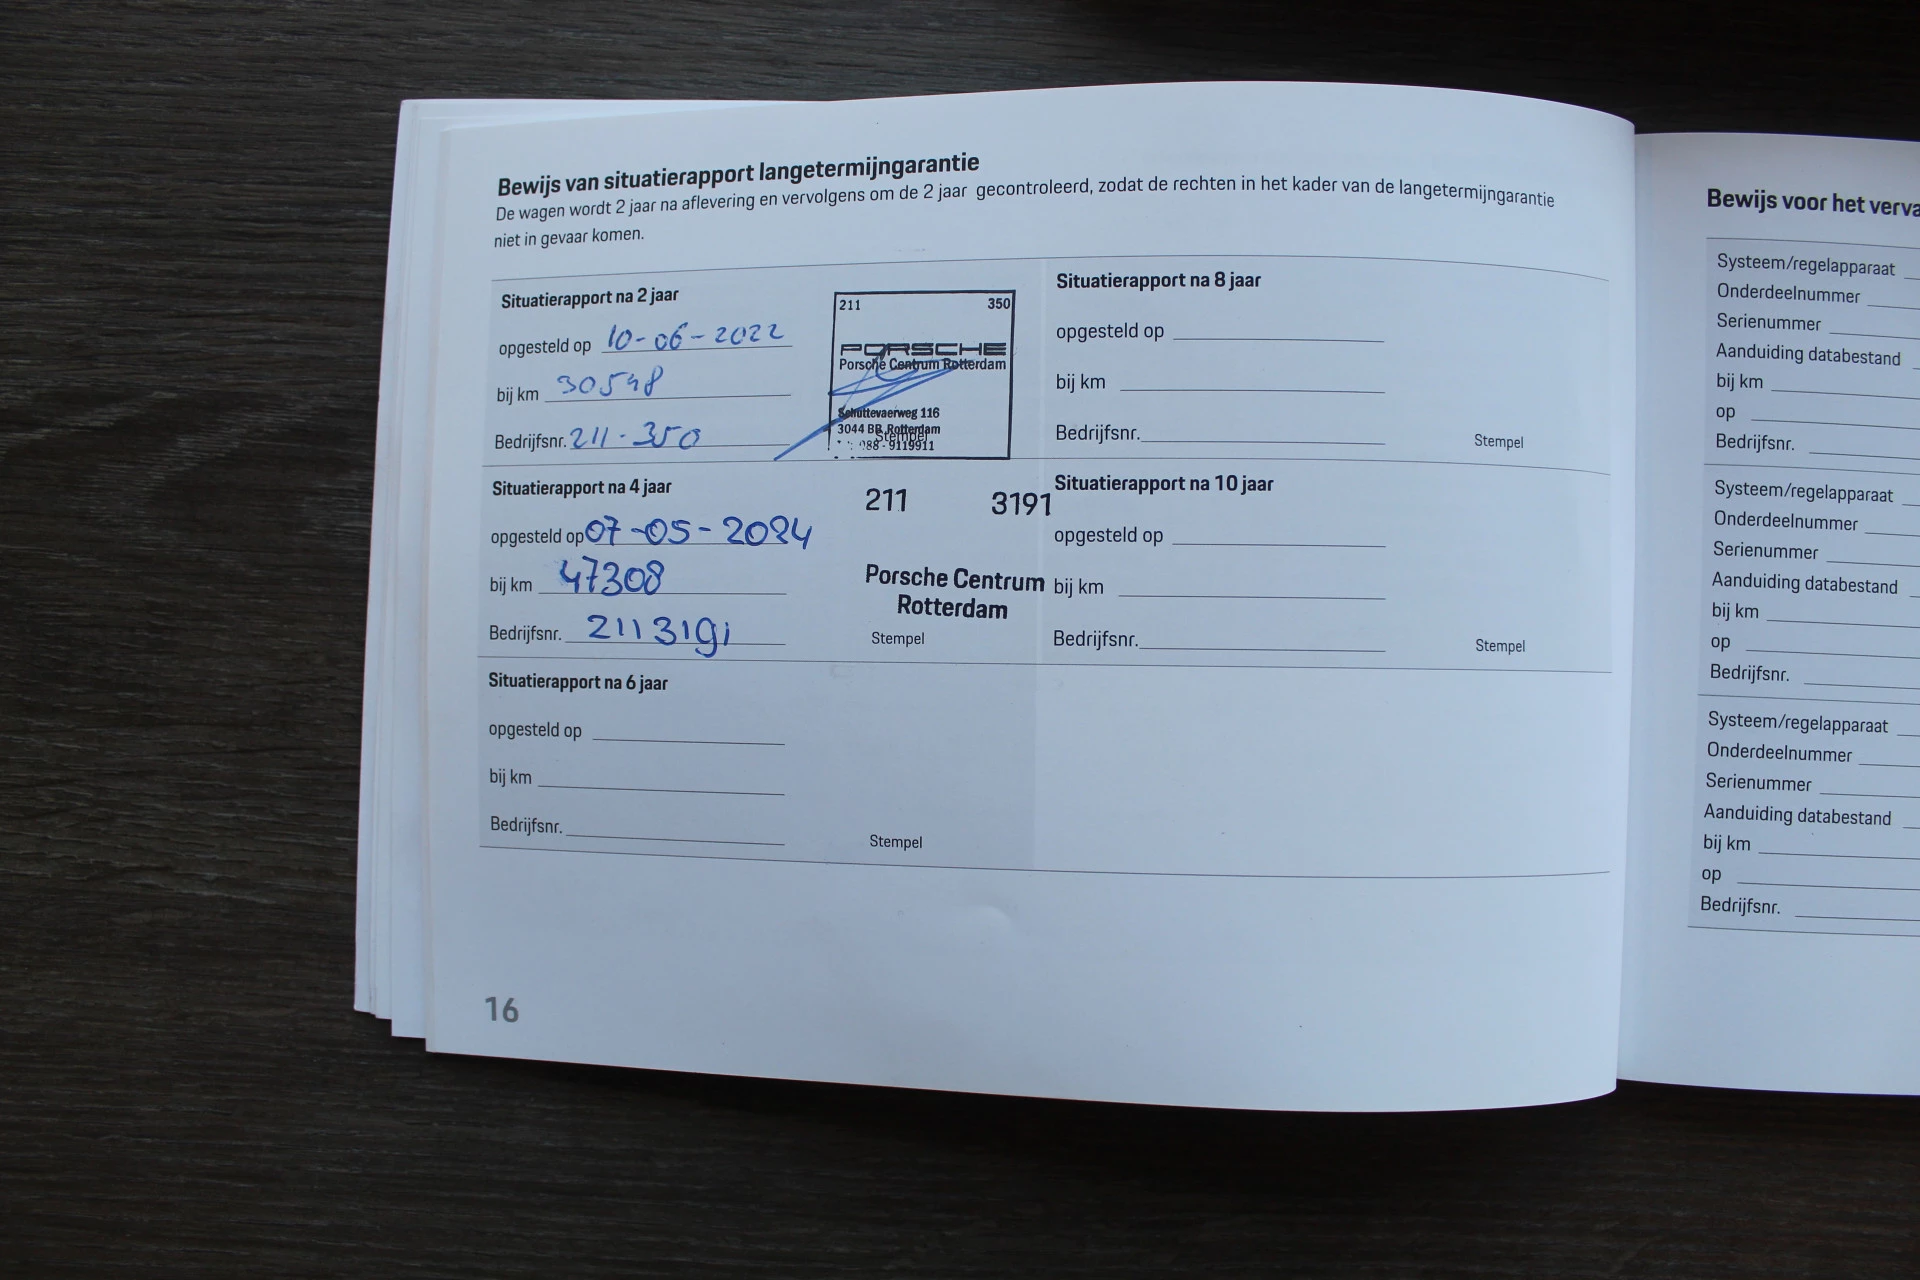 Bewijs van situatierapport langetermijngarantie
De wagen wordt 2 jaar na aflevering en vervolgens om de 2 jaar gecontroleerd, zodat de rechten in het kader van de langetermijngarantie
niet in gevaar komen.
Situatierapport na 2 jaar
opgesteld op 10-06-2022
bij km 30548
Bedrijfsnr. 211-350
211 350
PORSCHE
Porsche Centrum Rotterdam
Schuttevaerweg 116
3044 BB Rotterdam
Stempel
088 - 9119911
Situatierapport na 4 jaar
opgesteld op 07-05-2024
bij km 47308
Bedrijfsnr. 211 3191
211 3191
Porsche Centrum
Rotterdam
Stempel
Situatierapport na 6 jaar
opgesteld op
bij km
Bedrijfsnr.
Stempel
Situatierapport na 8 jaar
opgesteld op
bij km
Bedrijfsnr.
Stempel
Situatierapport na 10 jaar
opgesteld op
bij km
Bedrijfsnr.
Stempel
16
Bewijs voor het verva
Systeem/regelapparaat
Onderdeelnummer
Serienummer
Aanduiding databestand
bij km
op
Bedrijfsnr.
Systeem/regelapparaat
Onderdeelnummer
Serienummer
Aanduiding databestand
bij km
op
Bedrijfsnr.
Systeem/regelapparaat
Onderdeelnummer
Serienummer
Aanduiding databestand
bij km
op
Bedrijfsnr.